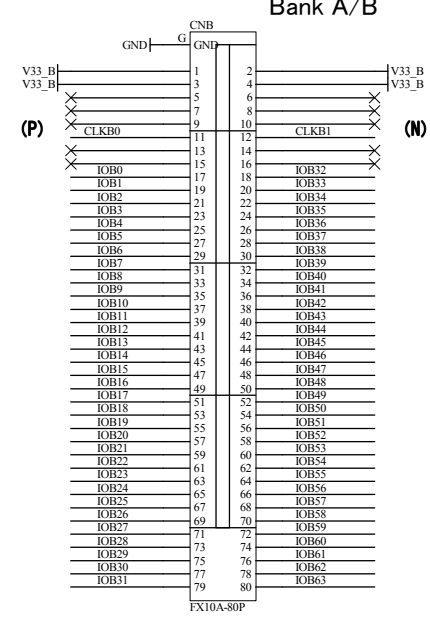 Bank A/B
CNB
GND G GND
V33_B 1 2 V33_B
V33_B 3 4 V33_B
5 6
7 8
9 10
(P) CLKB0 11 12 CLKB1 (N)
13 14
15 16
IOB0 17 18 IOB32
IOB1 19 20 IOB33
IOB2 21 22 IOB34
IOB3 23 24 IOB35
IOB4 25 26 IOB36
IOB5 27 28 IOB37
IOB6 29 30 IOB38
IOB7 31 32 IOB39
IOB8 33 34 IOB40
IOB9 35 36 IOB41
IOB10 37 38 IOB42
IOB11 39 40 IOB43
IOB12 41 42 IOB44
IOB13 43 44 IOB45
IOB14 45 46 IOB46
IOB15 47 48 IOB47
IOB16 49 50 IOB48
IOB17 51 52 IOB49
IOB18 53 54 IOB50
IOB19 55 56 IOB51
IOB20 57 58 IOB52
IOB21 59 60 IOB53
IOB22 61 62 IOB54
IOB23 63 64 IOB55
IOB24 65 66 IOB56
IOB25 67 68 IOB57
IOB26 69 70 IOB58
IOB27 71 72 IOB59
IOB28 73 74 IOB60
IOB29 75 76 IOB61
IOB30 77 78 IOB62
IOB31 79 80 IOB63
FX10A-80P